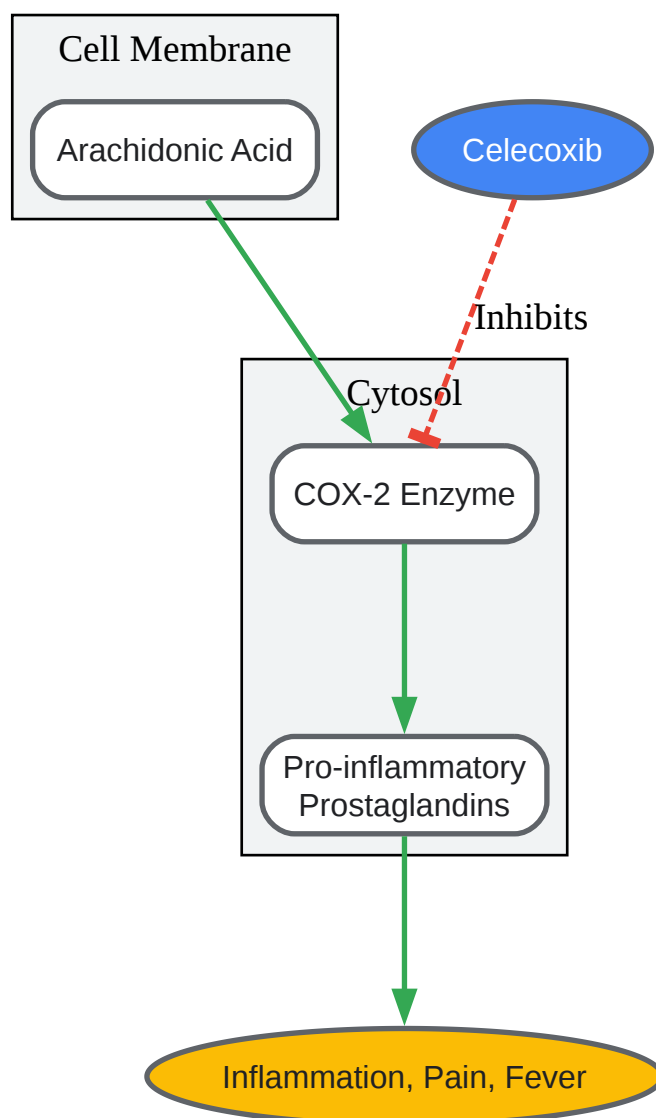 Cell Membrane
Arachidonic Acid
Celecoxib
Inhibits
Cytosol
COX-2 Enzyme
Pro-inflammatory
Prostaglandins
Inflammation, Pain, Fever